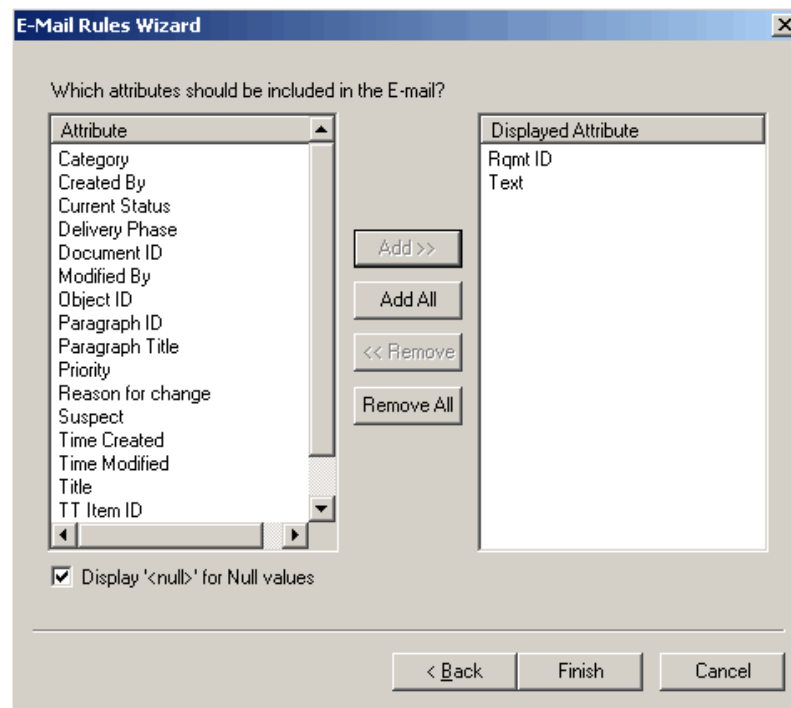 E-Mail Rules Wizard
Which attributes should be included in the E-mail?
Attribute
Category
Created By
Current Status
Delivery Phase
Document ID
Modified By
Object ID
Paragraph ID
Paragraph Title
Priority
Reason for change
Suspect
Time Created
Time Modified
Title
TT Item ID
Add >>
Add All
<< Remove
Remove All
Displayed Attribute
Rqmt ID
Text
Display '<null>' for Null values
< Back
Finish
Cancel